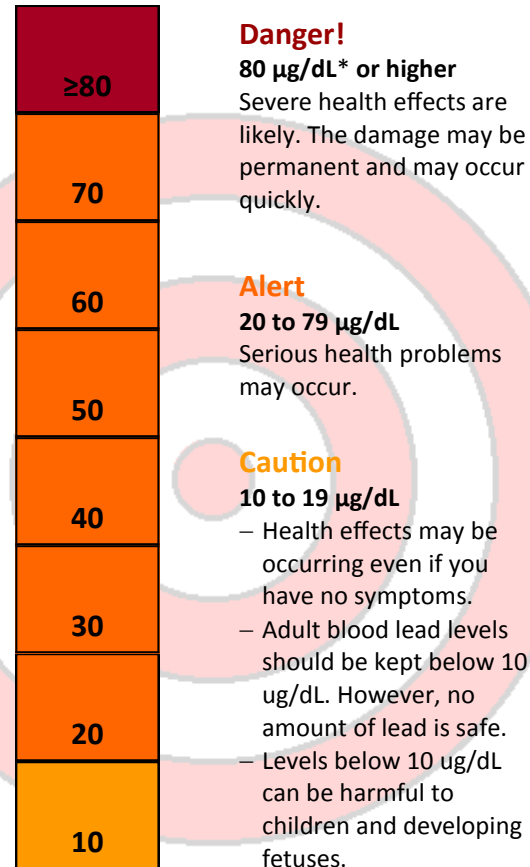 ≥80
70
60
50
40
30
20
10
Danger!
80 µg/dL* or higher
Severe health effects are
likely. The damage may be
permanent and may occur
quickly.
Alert
20 to 79 µg/dL
Serious health problems
may occur.
Caution
10 to 19 µg/dL
– Health effects may be
occurring even if you
have no symptoms.
– Adult blood lead levels
should be kept below 10
ug/dL. However, no
amount of lead is safe.
– Levels below 10 ug/dL
can be harmful to
children and developing
fetuses.